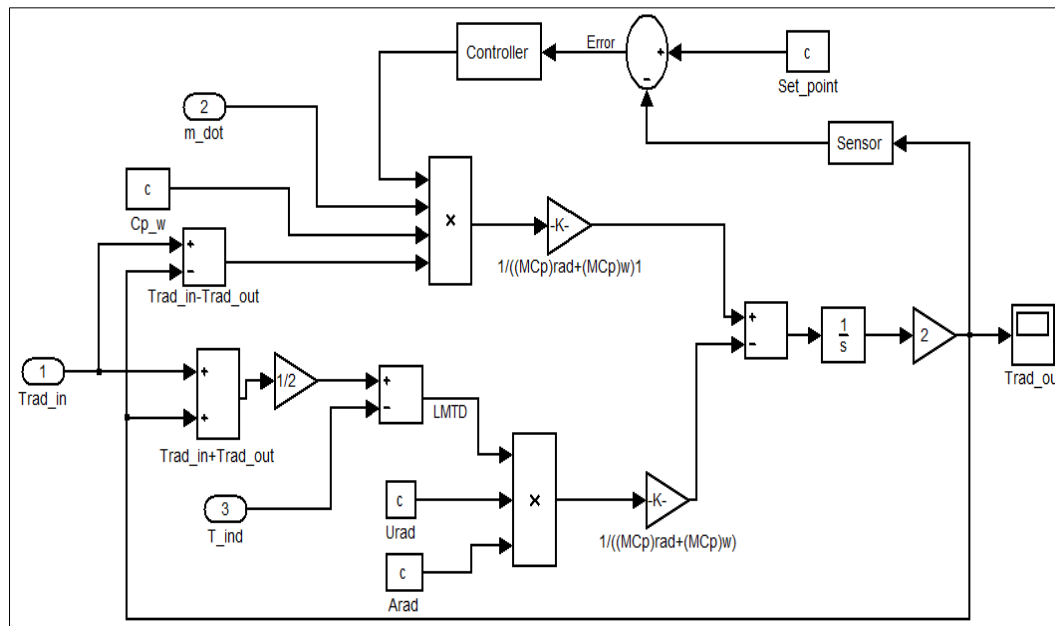 Controller
Error
+
−
c
Set_point
2
m_dot
Sensor
c
Cp_w
×
-K-
1/((MCp)rad+(MCp)w)1
+
−
Trad_in-Trad_out
+
−
1
s
2
Trad_out
1
Trad_in
+
+
1/2
+
−
LMTD
Trad_in+Trad_out
3
T_ind
c
Urad
×
-K-
1/((MCp)rad+(MCp)w)
c
Arad